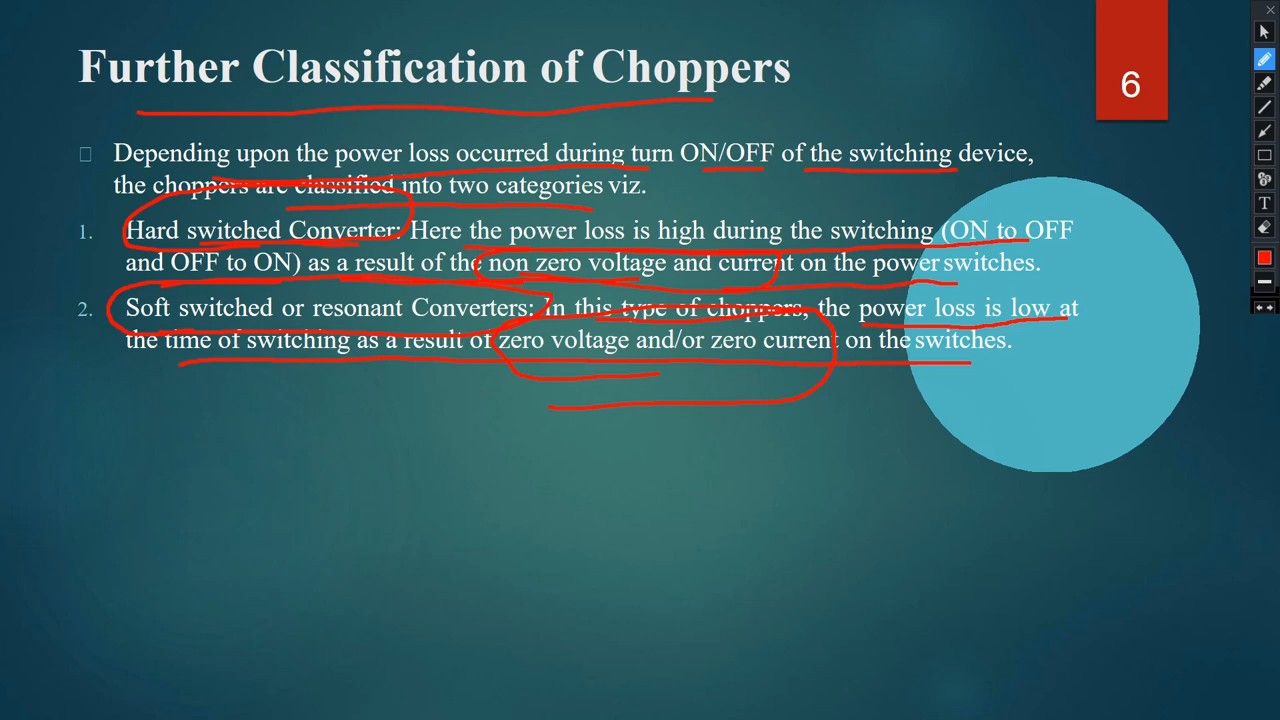 Further Classification of Choppers
6
Depending upon the power loss occurred during turn ON/OFF of the switching device,
the choppers are classified into two categories viz.
1. Hard switched Converter: Here the power loss is high during the switching (ON to OFF
and OFF to ON) as a result of the non zero voltage and current on the power switches.
2. Soft switched or resonant Converters: In this type of choppers, the power loss is low at
the time of switching as a result of zero voltage and/or zero current on the switches.